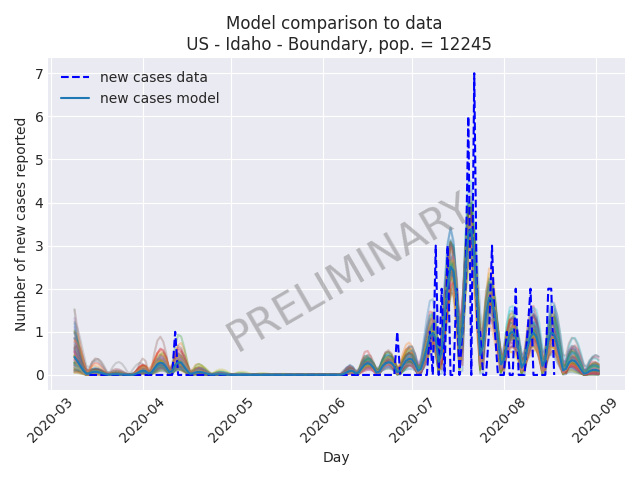 Model comparison to data
US - Idaho - Boundary, pop. = 12245
new cases data
new cases model
Number of new cases reported
7
6
5
4
3
2
1
0
PRELIMINARY
2020-03
2020-04
2020-05
2020-06
2020-07
2020-08
2020-09
Day